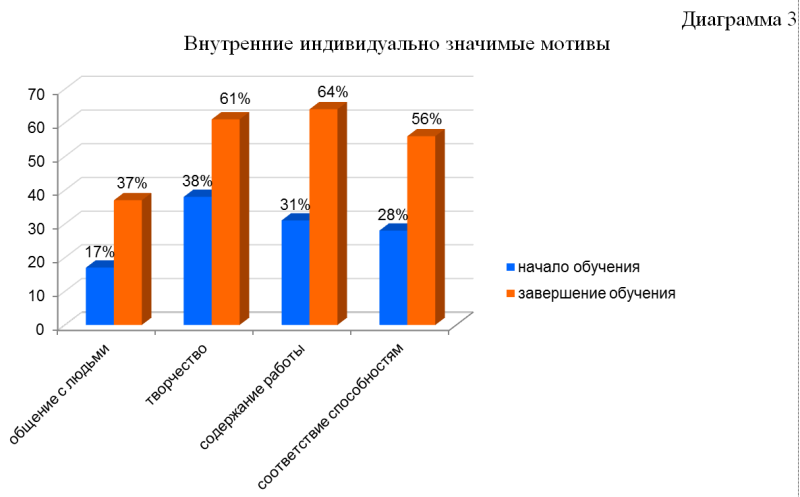 Диаграмма 3
Внутренние индивидуально значимые мотивы
70
60
50
40
30
20
10
0
17%
37%
38%
61%
31%
64%
28%
56%
общение с людьми
творчество
содержание работы
соответствие способностям
начало обучения
завершение обучения